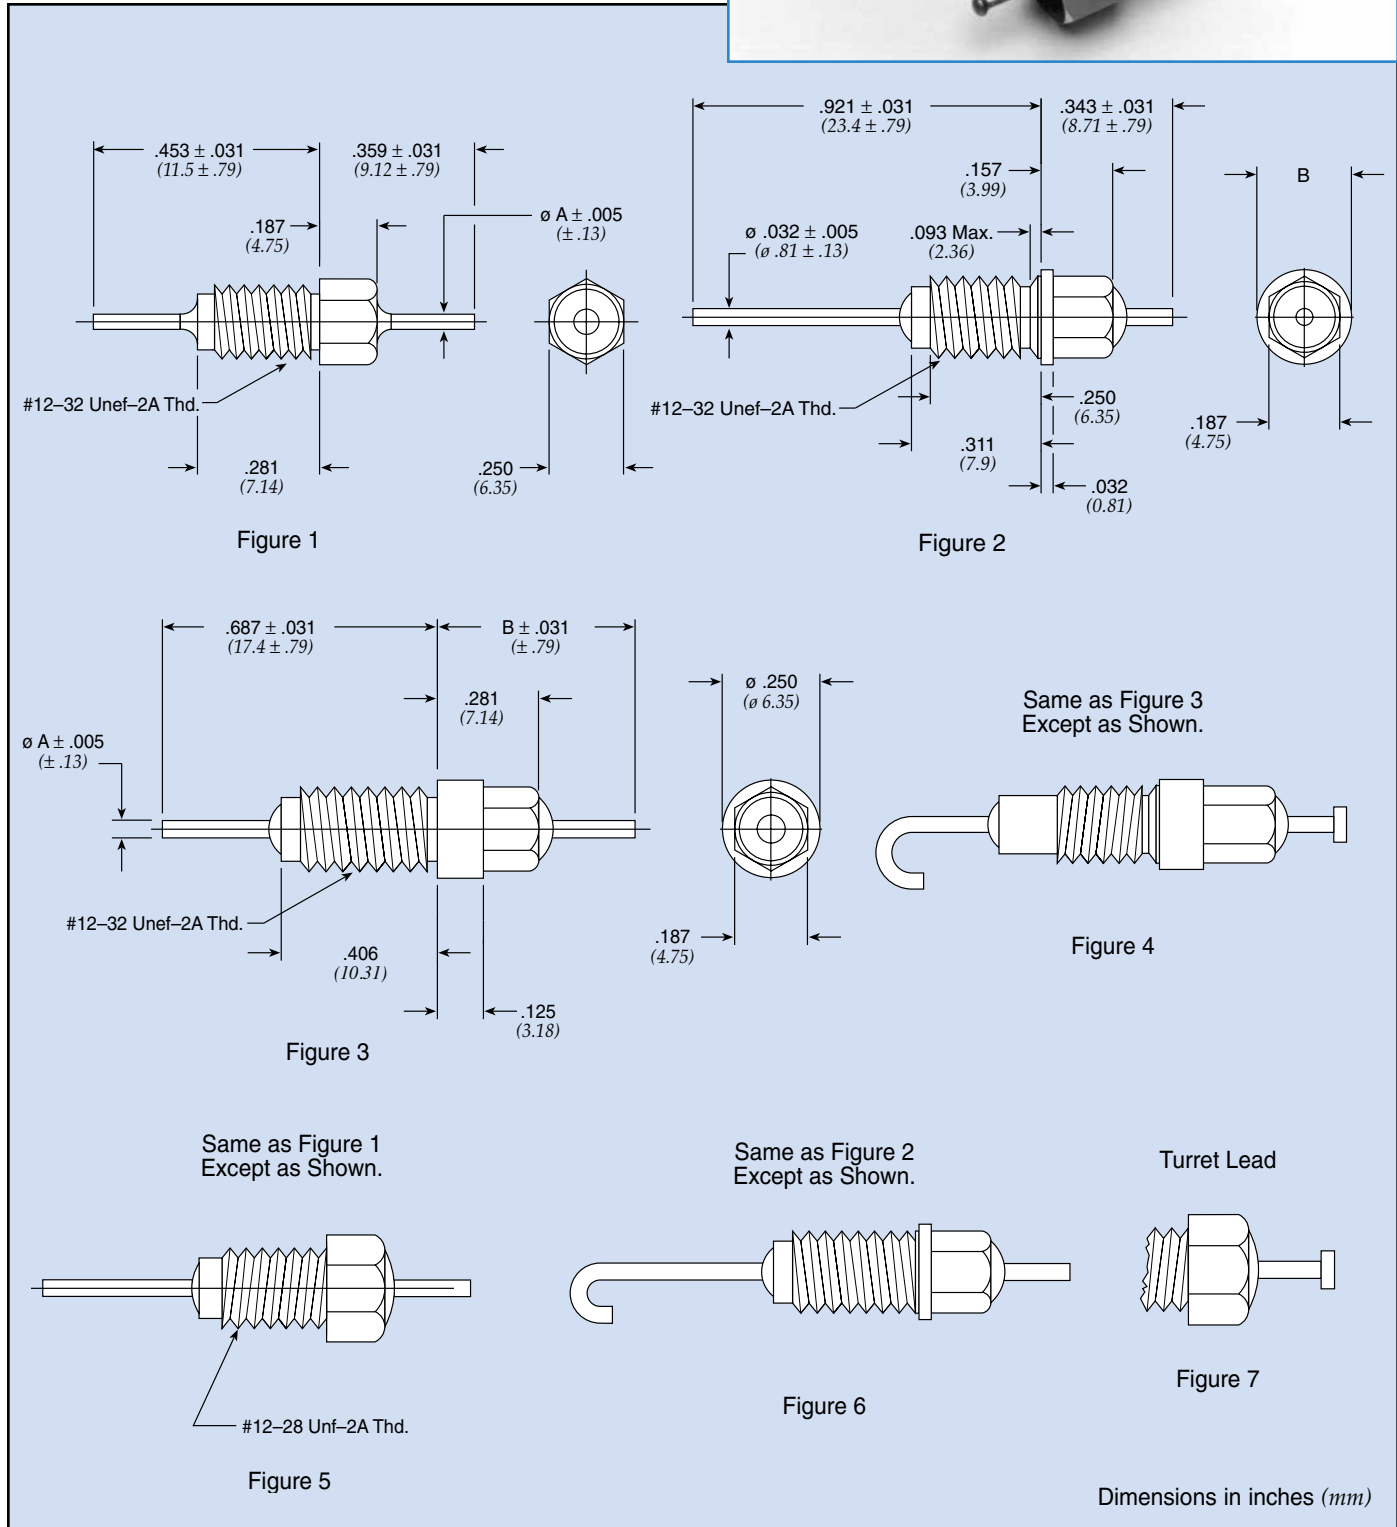 .453 ± .031
(11.5 ± .79)
.359 ± .031
(9.12 ± .79)
.187
(4.75)
ø A ± .005
(± .13)
#12–32 Unef–2A Thd.
.281
(7.14)
.250
(6.35)
Figure 1
.921 ± .031
(23.4 ± .79)
.343 ± .031
(8.71 ± .79)
.157
(3.99)
B
ø .032 ± .005
(ø .81 ± .13)
.093 Max.
(2.36)
#12–32 Unef–2A Thd.
.250
(6.35)
.311
(7.9)
.187
(4.75)
.032
(0.81)
Figure 2
.687 ± .031
(17.4 ± .79)
B ± .031
(± .79)
.281
(7.14)
ø A ± .005
(± .13)
ø .250
(ø 6.35)
#12–32 Unef–2A Thd.
.406
(10.31)
.187
(4.75)
.125
(3.18)
Figure 3
Same as Figure 3
Except as Shown.
Figure 4
Same as Figure 1
Except as Shown.
#12–28 Unf–2A Thd.
Figure 5
Same as Figure 2
Except as Shown.
Figure 6
Turret Lead
Figure 7
Dimensions in inches (mm)